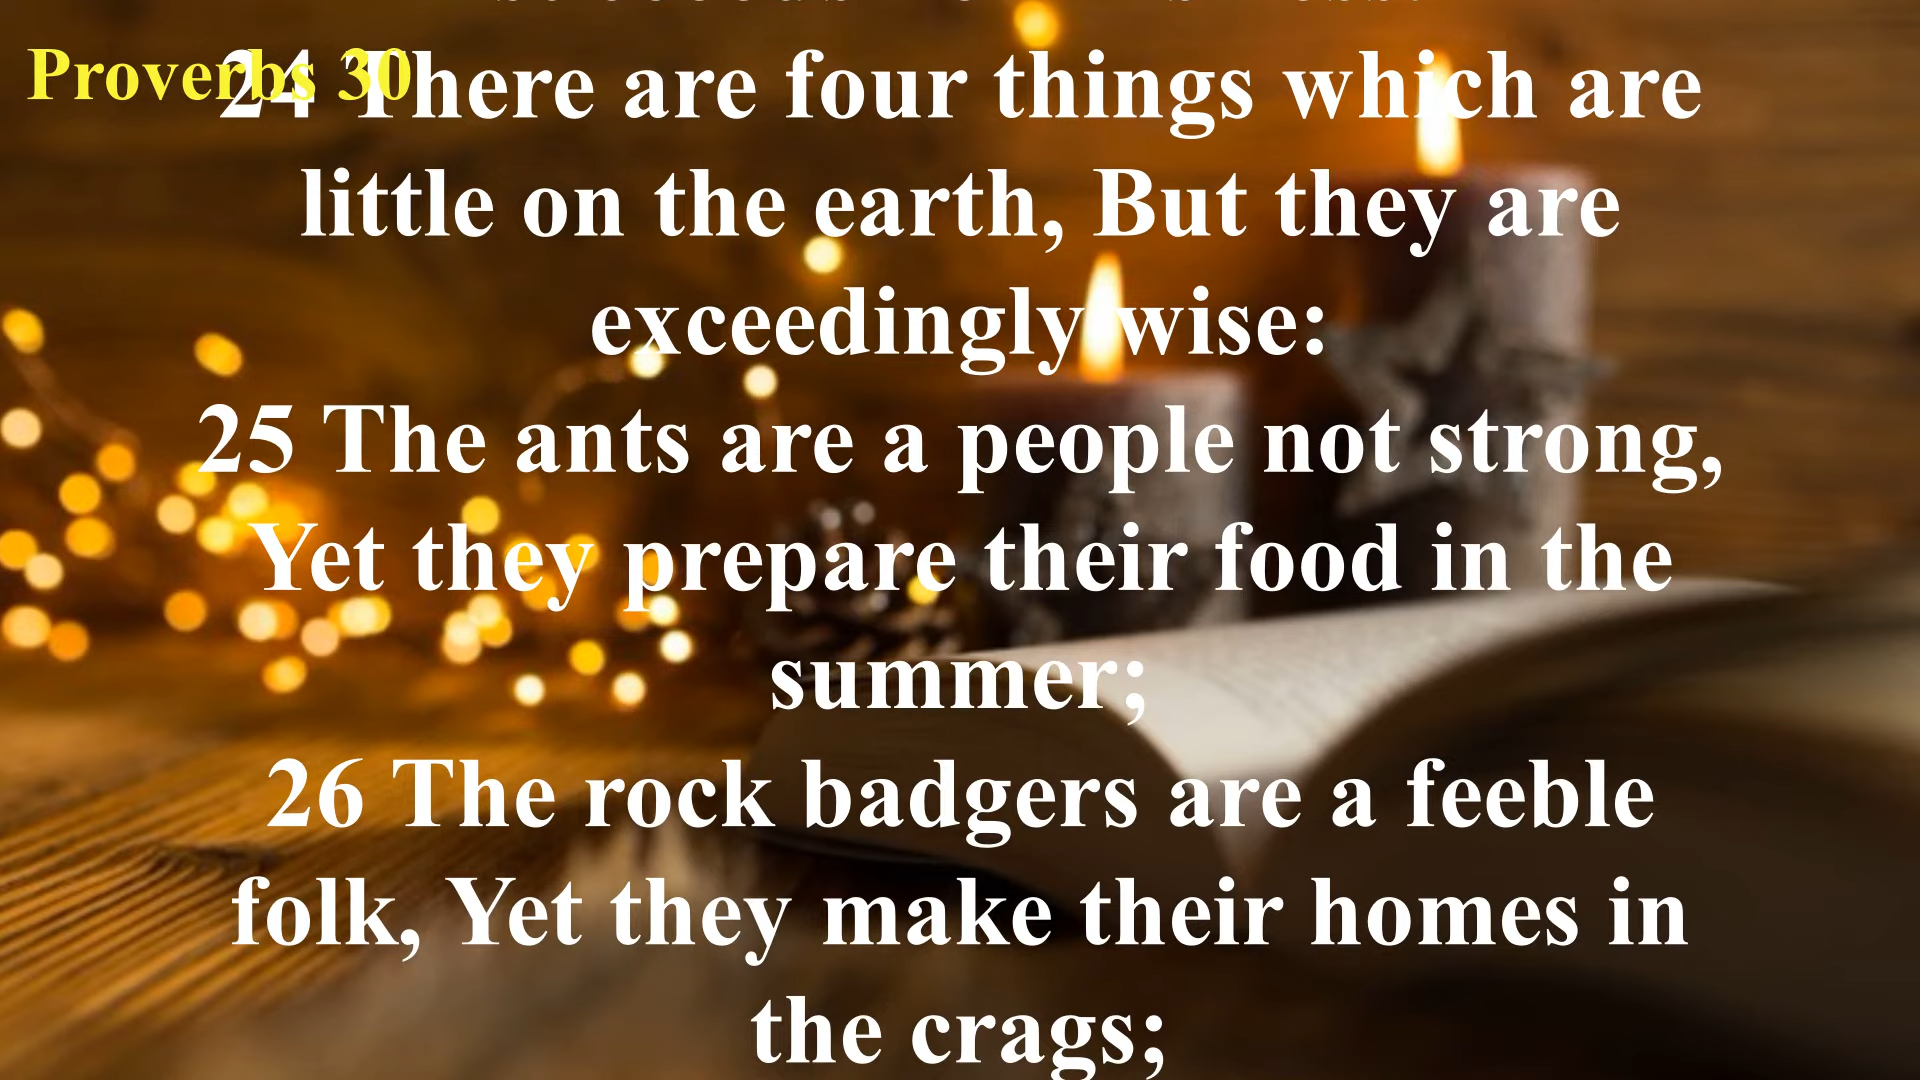 Proverbs 30
24 There are four things which are
little on the earth, But they are
exceedingly wise:
25 The ants are a people not strong,
Yet they prepare their food in the
summer;
26 The rock badgers are a feeble
folk, Yet they make their homes in
the crags;